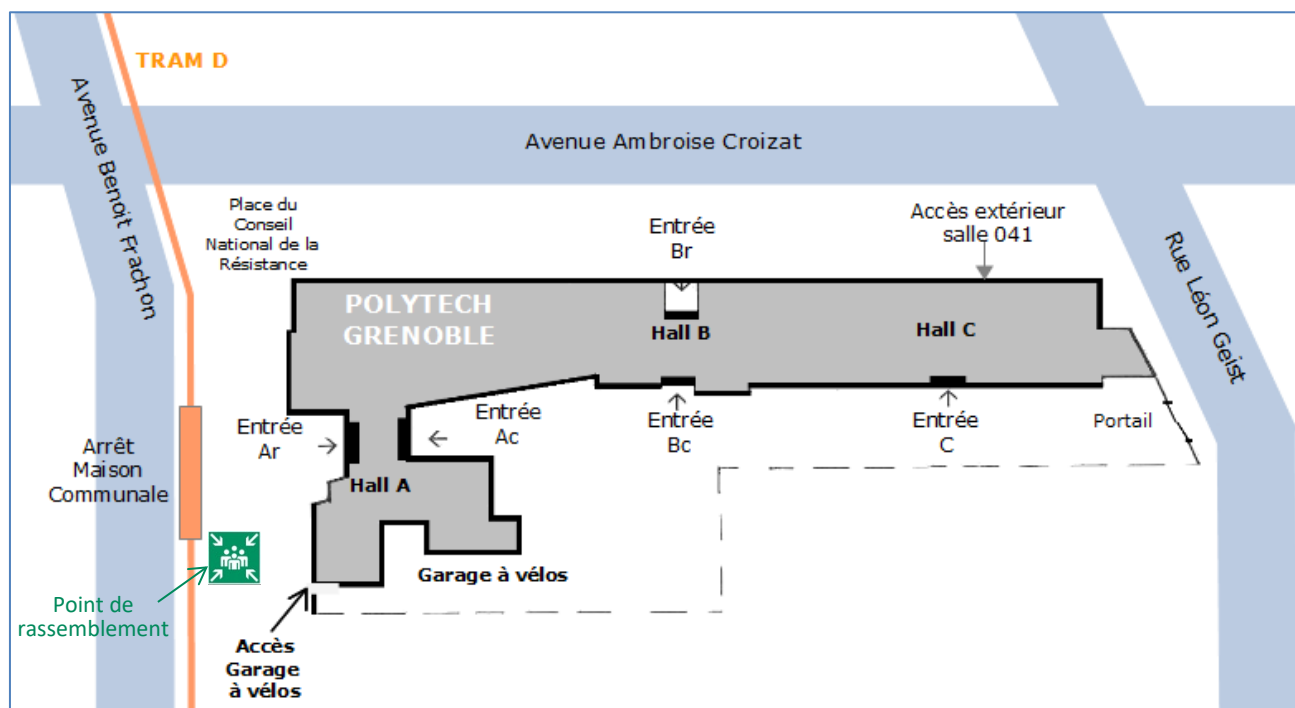 TRAM D
Avenue Benoit Frachon
Avenue Ambroise Croizat
Rue Léon Geist
Place du
Conseil
National de la
Résistance
Entrée
Br
Accès extérieur
salle 041
POLYTECH
GRENOBLE
Hall B
Hall C
Entrée
Ar
Entrée
Ac
Entrée
Bc
Entrée
C
Portail
Arrêt
Maison
Communale
Hall A
Garage à vélos
Point de
rassemblement
Accès
Garage
à vélos